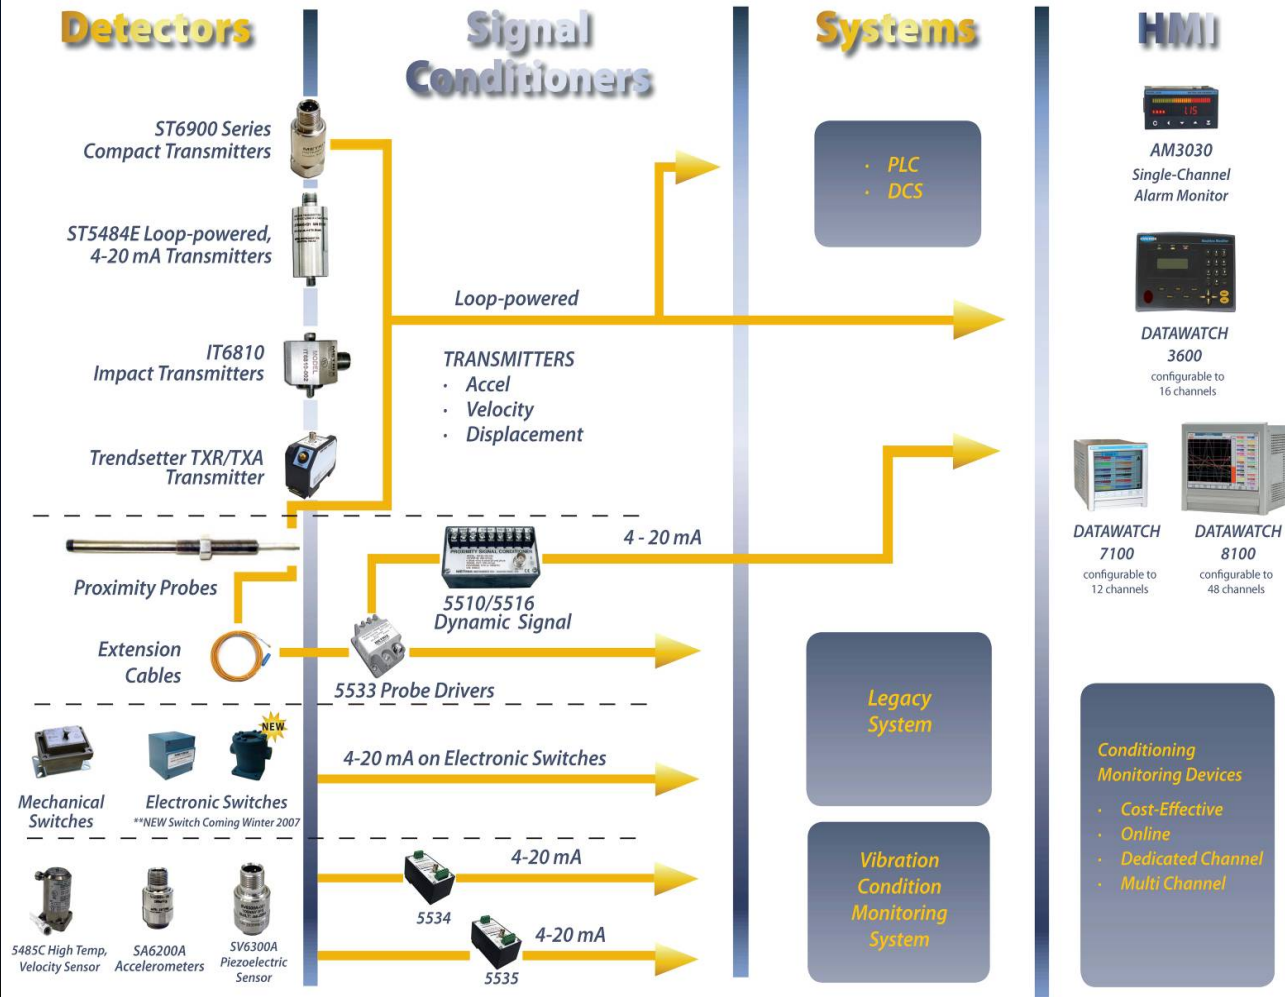 Detectors
Signal
Conditioners
Systems
HMI
ST6900 Series
Compact Transmitters
ST5484E Loop-powered,
4-20 mA Transmitters
IT6810
Impact Transmitters
Trendsetter TXR/TXA
Transmitter
Proximity Probes
Extension
Cables
Mechanical
Switches
NEW
Electronic Switches
**NEW Switch Coming Winter 2007
5485C High Temp,
Velocity Sensor
SA6200A
Accelerometers
SV6300A
Piezoelectric
Sensor
Loop-powered
TRANSMITTERS
· Accel
· Velocity
· Displacement
PROXIMITY SIGNAL CONDITIONER
4 - 20 mA
5510/5516
Dynamic Signal
5533 Probe Drivers
4-20 mA on Electronic Switches
4-20 mA
5534
4-20 mA
5535
· PLC
· DCS
Legacy
System
Vibration
Condition
Monitoring
System
AM3030
Single-Channel
Alarm Monitor
DATAWATCH
3600
configurable to
16 channels
DATAWATCH
7100
configurable to
12 channels
DATAWATCH
8100
configurable to
48 channels
Conditioning
Monitoring Devices
· Cost-Effective
· Online
· Dedicated Channel
· Multi Channel